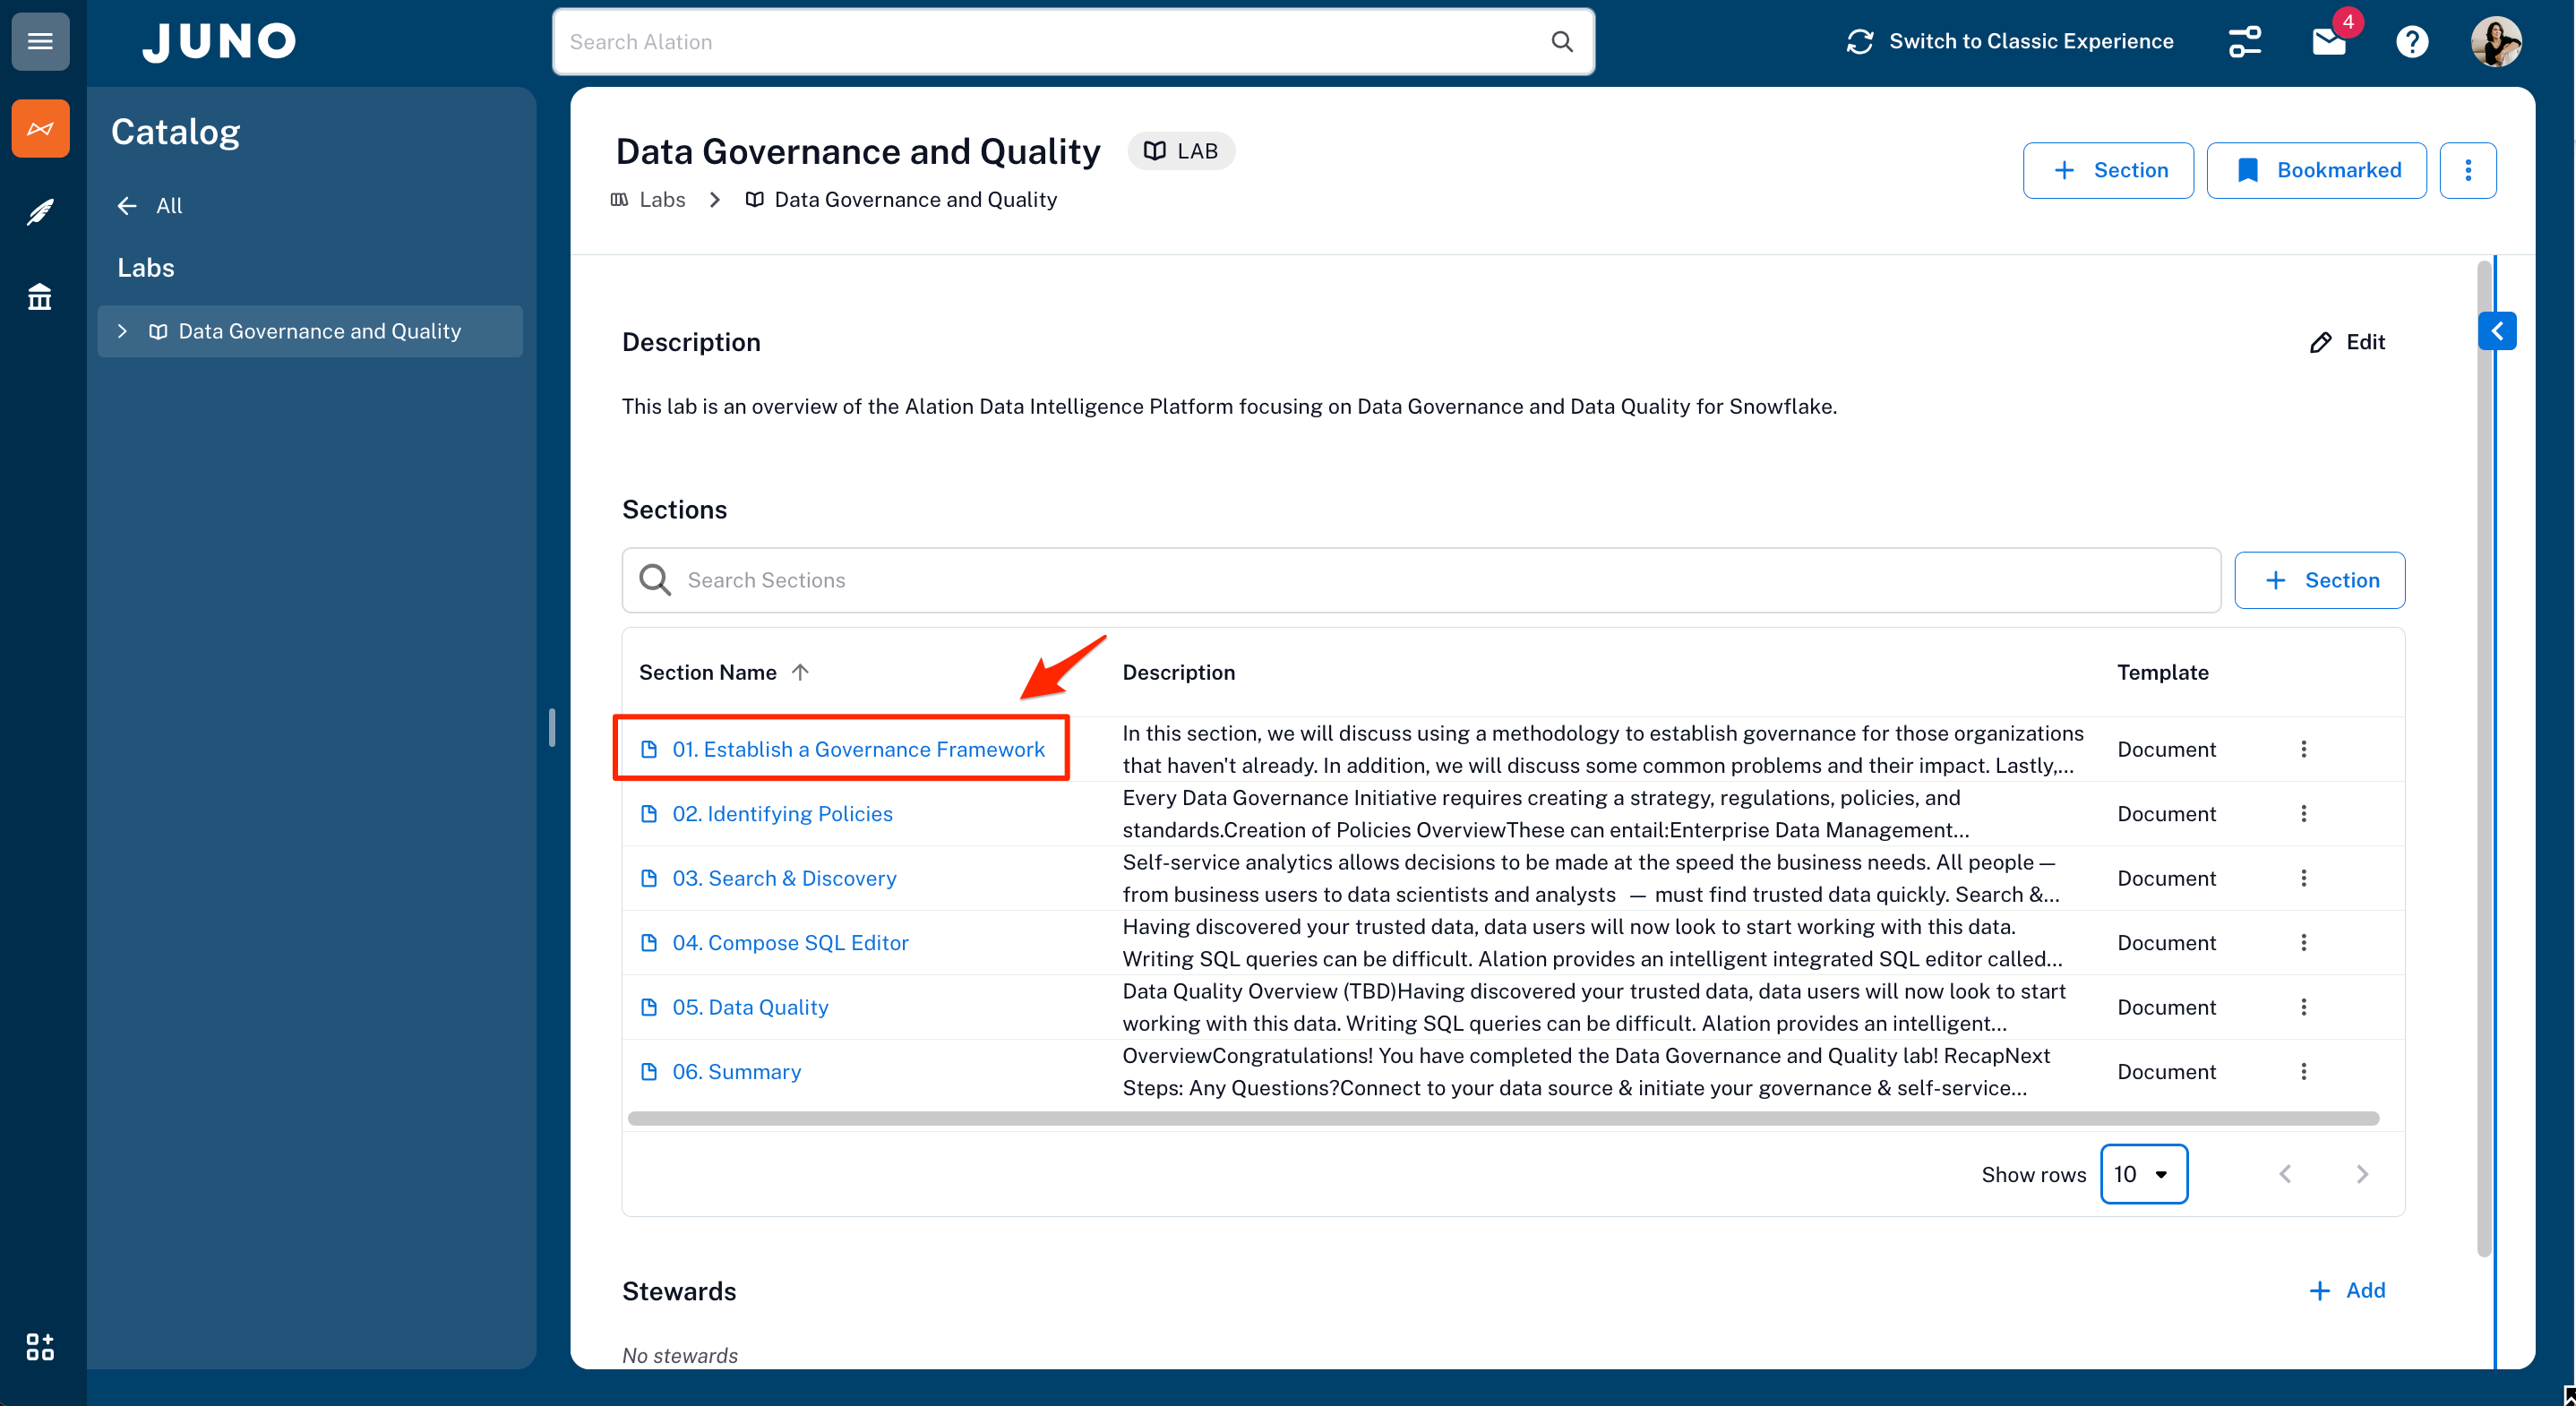 JUNO
Search Alation
Switch to Classic Experience
4
Catalog
All
Labs
Data Governance and Quality
Data Governance and Quality
LAB
Labs
Data Governance and Quality
Section
Bookmarked
Description
Edit
This lab is an overview of the Alation Data Intelligence Platform focusing on Data Governance and Data Quality for Snowflake.
Sections
Search Sections
Section
Section Name
Description
Template
01. Establish a Governance Framework
In this section, we will discuss using a methodology to establish governance for those organizations
that haven't already. In addition, we will discuss some common problems and their impact. Lastly,...
Document
02. Identifying Policies
Every Data Governance Initiative requires creating a strategy, regulations, policies, and
standards.Creation of Policies OverviewThese can entail:Enterprise Data Management...
Document
03. Search & Discovery
Self-service analytics allows decisions to be made at the speed the business needs. All people —
from business users to data scientists and analysts — must find trusted data quickly. Search &...
Document
04. Compose SQL Editor
Having discovered your trusted data, data users will now look to start working with this data.
Writing SQL queries can be difficult. Alation provides an intelligent integrated SQL editor called...
Document
05. Data Quality
Data Quality Overview (TBD)Having discovered your trusted data, data users will now look to start
working with this data. Writing SQL queries can be difficult. Alation provides an intelligent...
Document
06. Summary
OverviewCongratulations! You have completed the Data Governance and Quality lab! RecapNext
Steps: Any Questions?Connect to your data source & initiate your governance & self-service...
Document
Show rows
10
Stewards
Add
No stewards